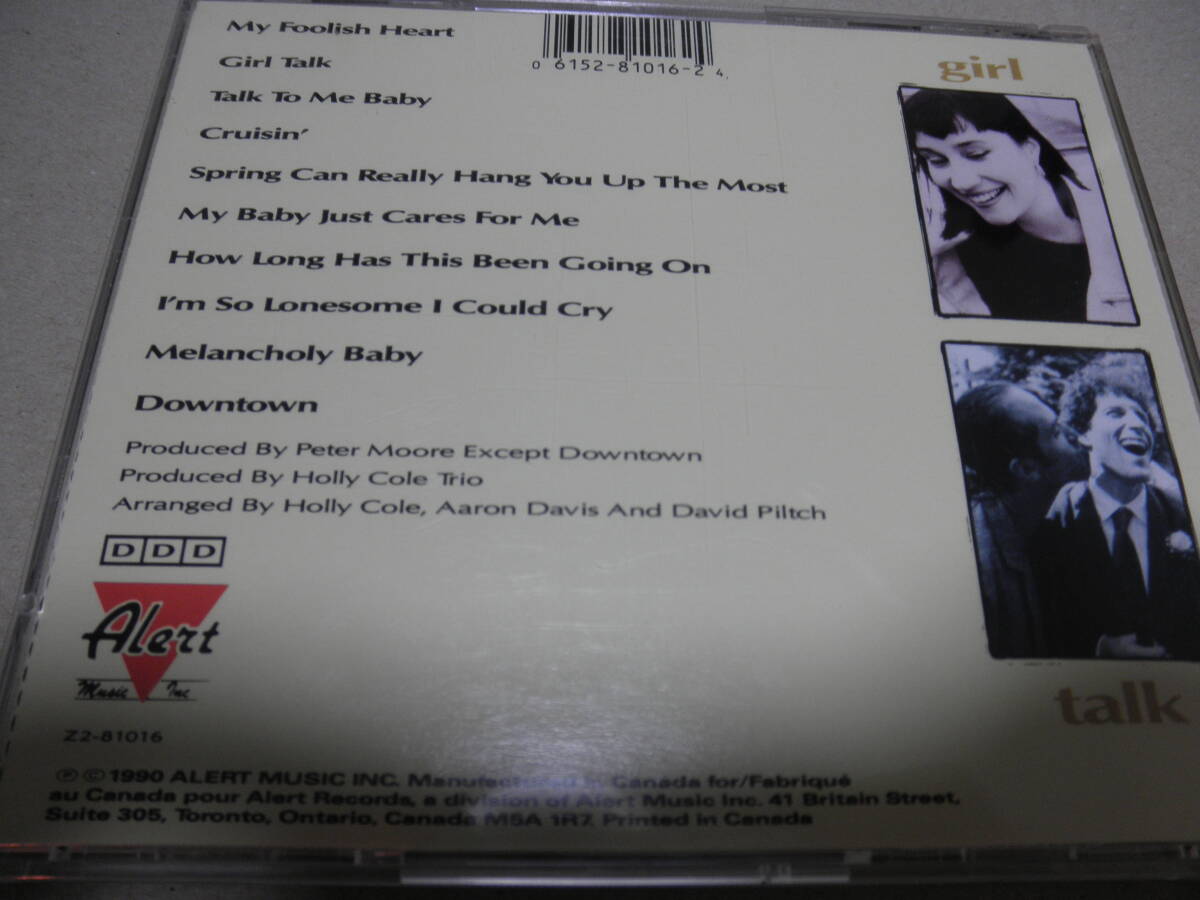 My Foolish Heart
Girl Talk
Talk To Me Baby
Cruisin'
Spring Can Really Hang You Up The Most
My Baby Just Cares For Me
How Long Has This Been Going On
I'm So Lonesome I Could Cry
Melancholy Baby
Downtown
Produced By Peter Moore Except Downtown
Produced By Holly Cole Trio
Arranged By Holly Cole, Aaron Davis And David Piltch
DDD
Alert
Music Inc
Z2-81016
℗ © 1990 ALERT MUSIC INC. Manufactured in Canada for/Fabriqué
au Canada pour Alert Records, a division of Alert Music Inc. 41 Britain Street,
Suite 305, Toronto, Ontario, Canada M5A 1R7. Printed in Canada
0 6152-81016-2 4
girl
talk